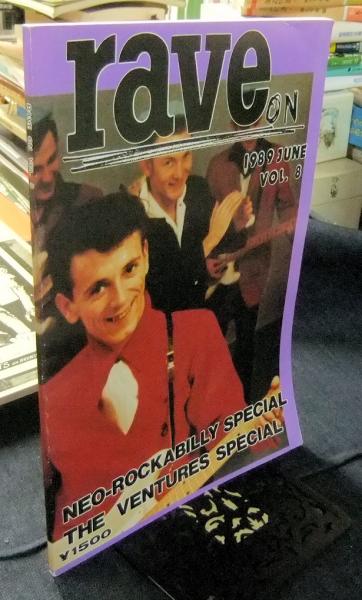 rave
ON
1989 JUNE
VOL. 8
NEO-ROCKABILLY SPECIAL
THE VENTURES SPECIAL
¥1500